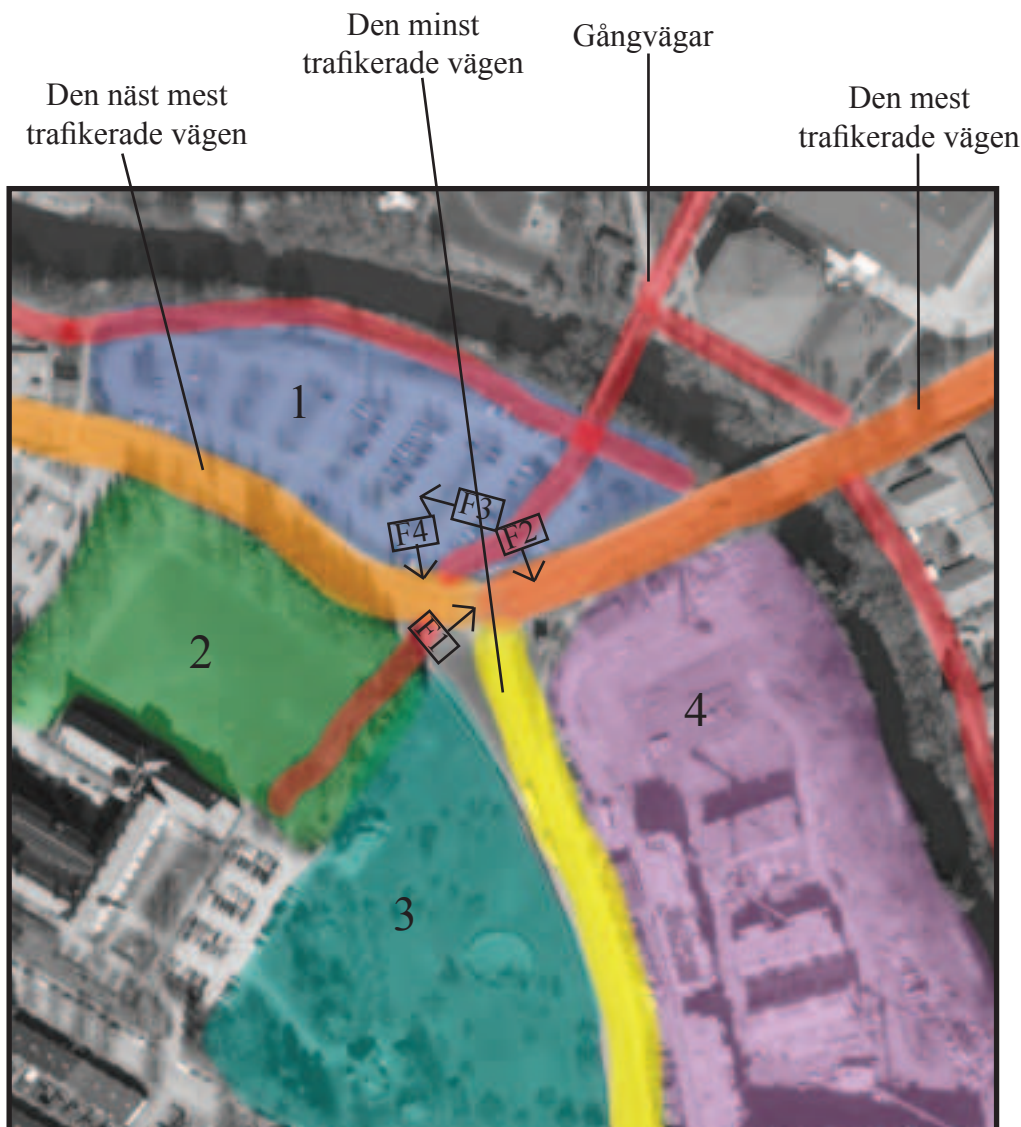 Den minst
trafikerade vägen
Gångvägar
Den näst mest
trafikerade vägen
Den mest
trafikerade vägen
1
F3
F4
F2
F1
2
4
3